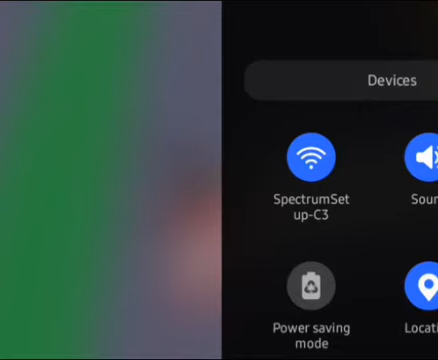 Devices
SpectrumSet
up-C3
Power saving
mode